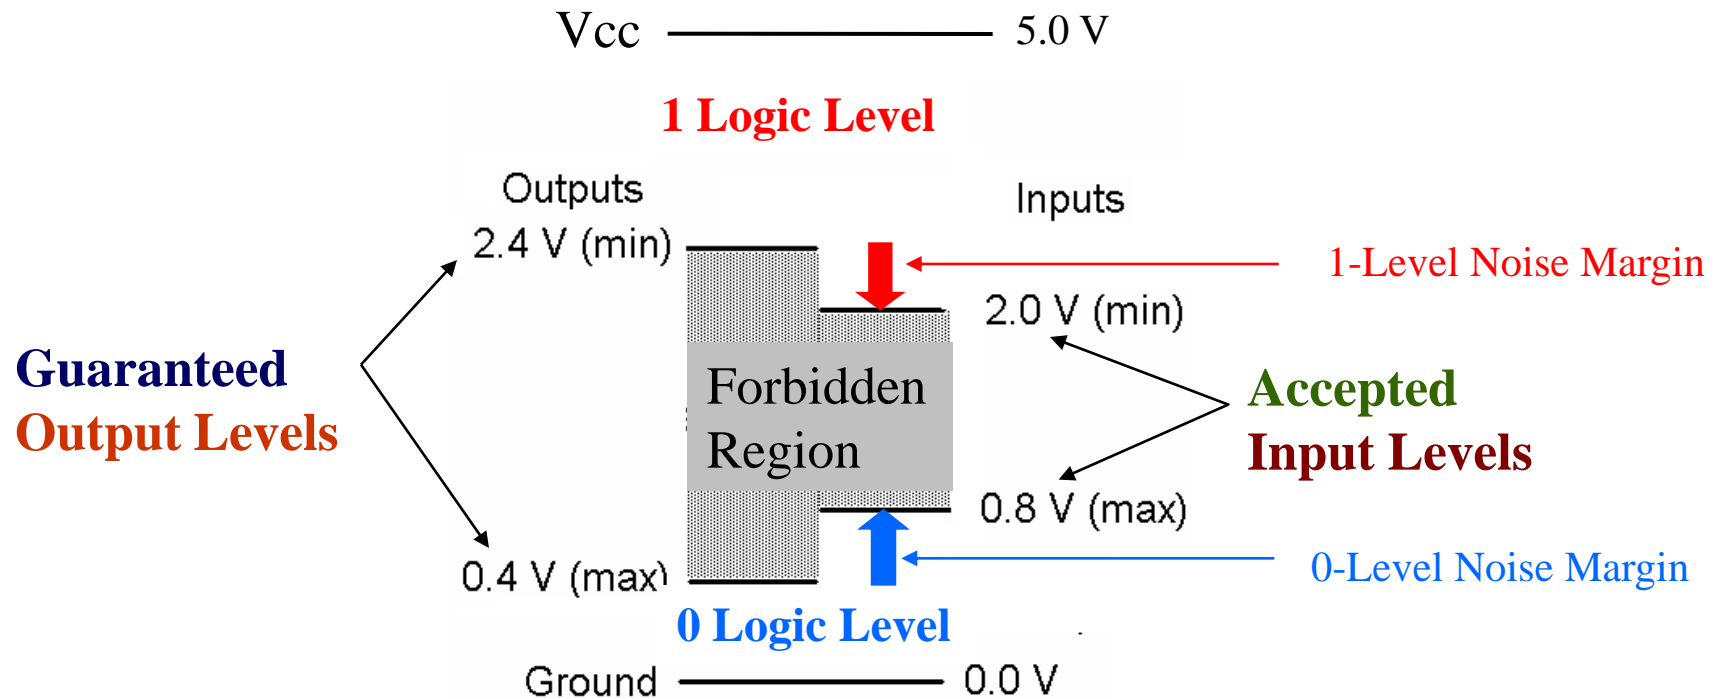 Vcc
5.0 V
1 Logic Level
Outputs
Inputs
2.4 V (min)
1-Level Noise Margin
2.0 V (min)
Guaranteed
Output Levels
Forbidden
Region
Accepted
Input Levels
0.8 V (max)
0.4 V (max)
0-Level Noise Margin
0 Logic Level
Ground
0.0 V